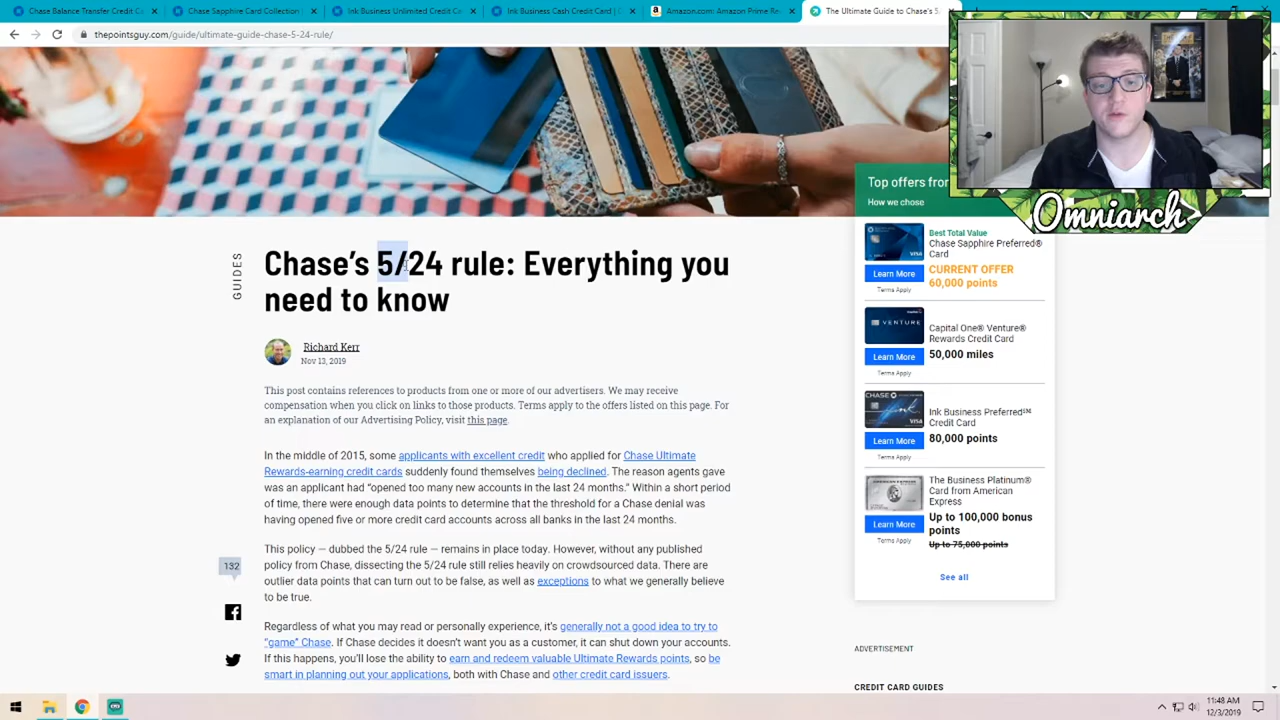 Chase Balance Transfer Credit C
Chase Sapphire Card Collection
Ink Business Unlimited Credit C
Ink Business Cash Credit Card | C
Amazon.com: Amazon Prime Re
The Ultimate Guide to Chase's 5
thepointsguy.com/guide/ultimate-guide-chase-5-24-rule/
Omniarch
GUIDES
Chase's 5/24 rule: Everything you
need to know
Richard Kerr
Nov 13, 2019
This post contains references to products from one or more of our advertisers. We may receive
compensation when you click on links to those products. Terms apply to the offers listed on this page. For
an explanation of our Advertising Policy, visit this page.
In the middle of 2015, some applicants with excellent credit who applied for Chase Ultimate
Rewards-earning credit cards suddenly found themselves being declined. The reason agents gave
was an applicant had “opened too many new accounts in the last 24 months.” Within a short period
of time, there were enough data points to determine that the threshold for a Chase denial was
having opened five or more credit card accounts across all banks in the last 24 months.
This policy — dubbed the 5/24 rule — remains in place today. However, without any published
policy from Chase, dissecting the 5/24 rule still relies heavily on crowdsourced data. There are
outlier data points that can turn out to be false, as well as exceptions to what we generally believe
to be true.
Regardless of what you may read or personally experience, it's generally not a good idea to try to
“game” Chase. If Chase decides it doesn't want you as a customer, it can shut down your accounts.
If this happens, you'll lose the ability to earn and redeem valuable Ultimate Rewards points, so be
smart in planning out your applications, both with Chase and other credit card issuers.
132
Top offers from
How we chose
Best Total Value
Chase Sapphire Preferred®
Card
CURRENT OFFER
60,000 points
Learn More
Terms Apply
VENTURE
Capital One® Venture®
Rewards Credit Card
50,000 miles
Learn More
Terms Apply
CHASE
ink
VISA
Ink Business Preferred℠
Credit Card
80,000 points
Learn More
Terms Apply
The Business Platinum®
Card from American
Express
Up to 100,000 bonus
points
Up to 75,000 points
Learn More
Terms Apply
See all
ADVERTISEMENT
CREDIT CARD GUIDES
11:48 AM
12/3/2019